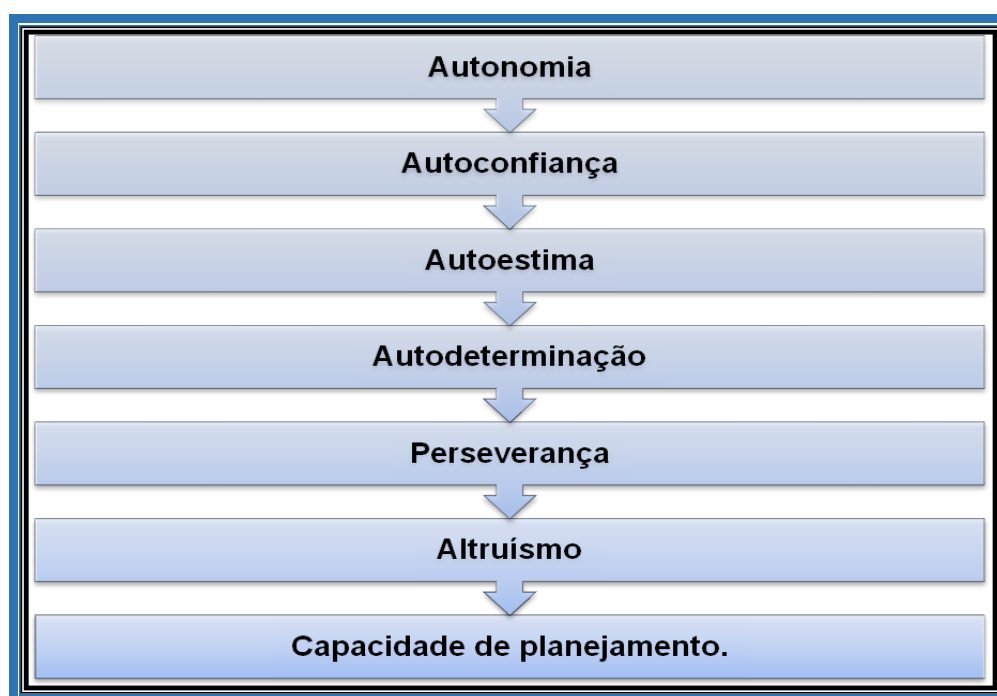 Autonomia
Autoconfiança
Autoestima
Autodeterminação
Perseverança
Altruísmo
Capacidade de planejamento.